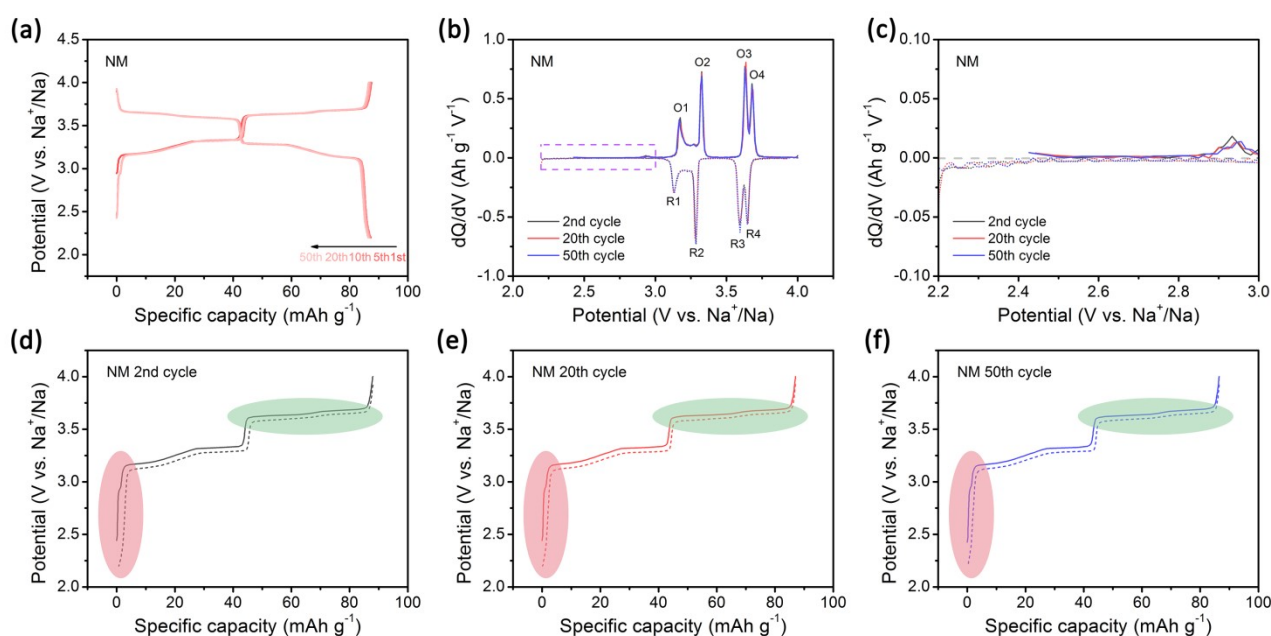 (a)
NM
Potential (V vs. Na⁺/Na)
4.5
4.0
3.5
3.0
2.5
2.0
50th 20th 10th 5th 1st
0 20 40 60 80 100
Specific capacity (mAh g⁻¹)
(b)
NM
dQ/dV (Ah g⁻¹ V⁻¹)
1.0
0.5
0.0
-0.5
-1.0
O1
O2
O3
O4
R1
R2
R3
R4
2nd cycle
20th cycle
50th cycle
2.0 2.5 3.0 3.5 4.0
Potential (V vs. Na⁺/Na)
(c)
NM
dQ/dV (Ah g⁻¹ V⁻¹)
0.10
0.05
0.00
-0.05
-0.10
2nd cycle
20th cycle
50th cycle
2.2 2.3 2.4 2.5 2.6 2.7 2.8 2.9 3.0
Potential (V vs. Na⁺/Na)
(d)
NM 2nd cycle
Potential (V vs. Na⁺/Na)
4.0
3.5
3.0
2.5
2.0
0 20 40 60 80 100
Specific capacity (mAh g⁻¹)
(e)
NM 20th cycle
Potential (V vs. Na⁺/Na)
4.0
3.5
3.0
2.5
2.0
0 20 40 60 80 100
Specific capacity (mAh g⁻¹)
(f)
NM 50th cycle
Potential (V vs. Na⁺/Na)
4.0
3.5
3.0
2.5
2.0
0 20 40 60 80 100
Specific capacity (mAh g⁻¹)